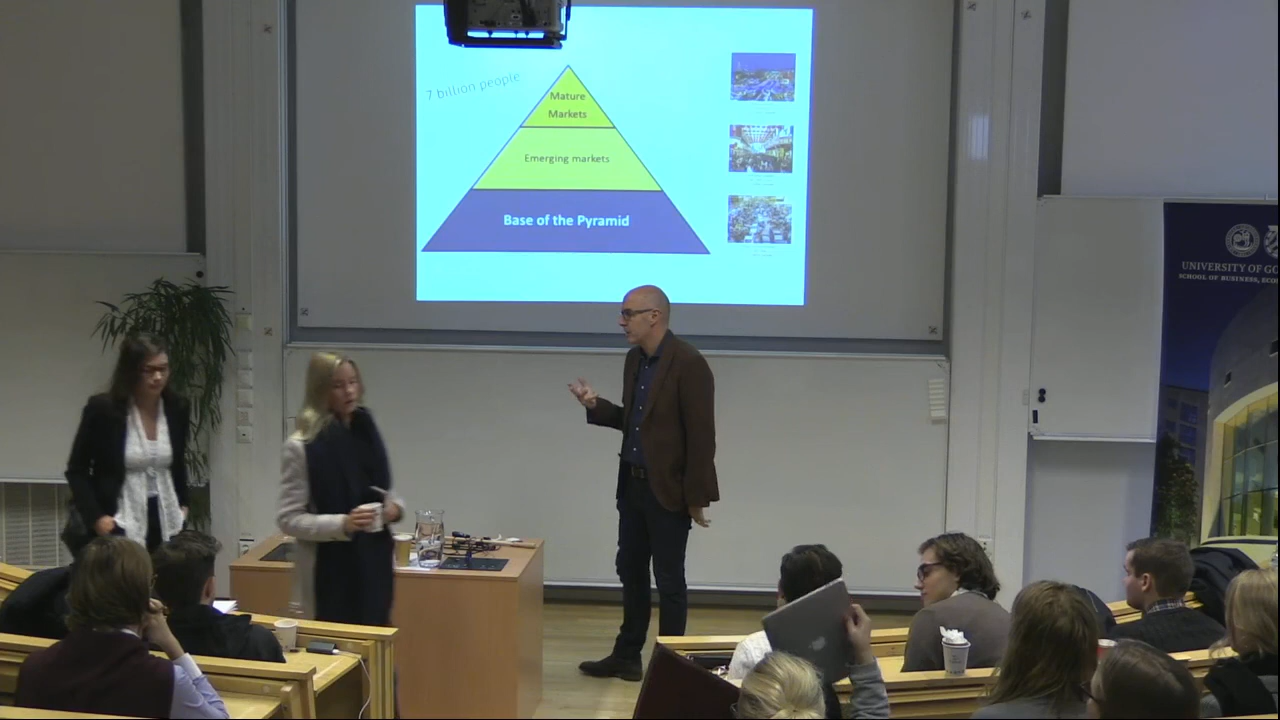 7 billion people
Mature
Markets
Emerging markets
Base of the Pyramid
UNIVERSITY OF GO
SCHOOL OF BUSINESS, ECO